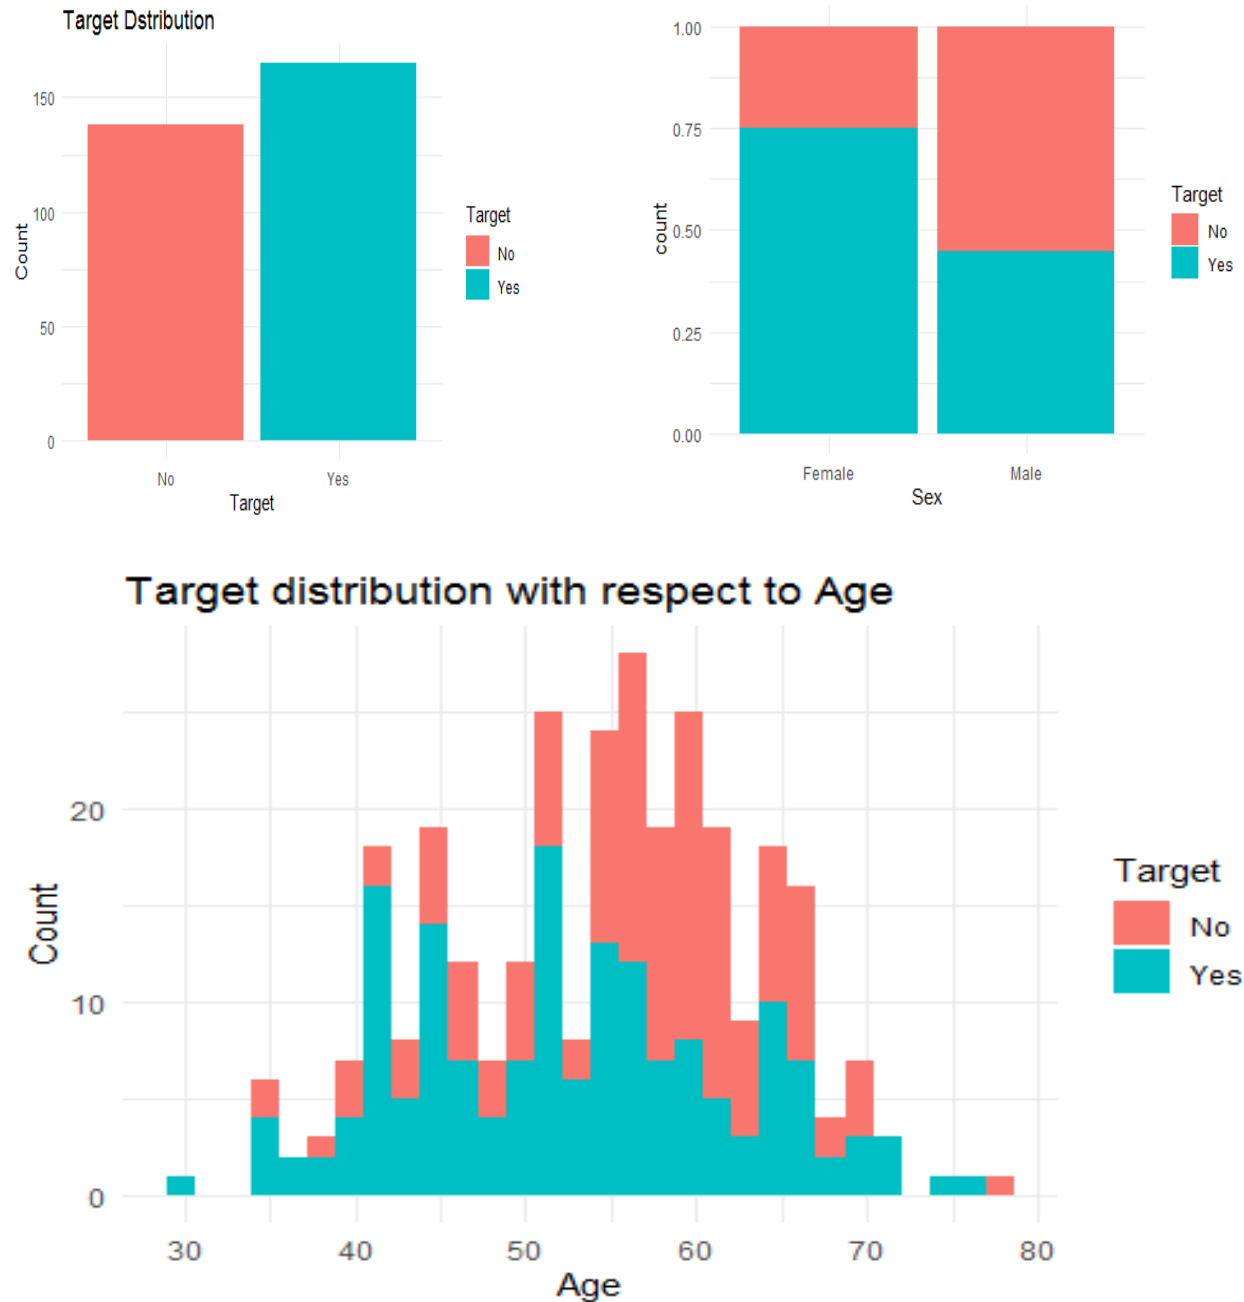 Target Dstribution
150
100
50
0
Count
No
Yes
Target
Target
No
Yes
1.00
0.75
0.50
0.25
0.00
count
Female
Male
Sex
Target
No
Yes
Target distribution with respect to Age
20
10
0
Count
30
40
50
60
70
80
Age
Target
No
Yes